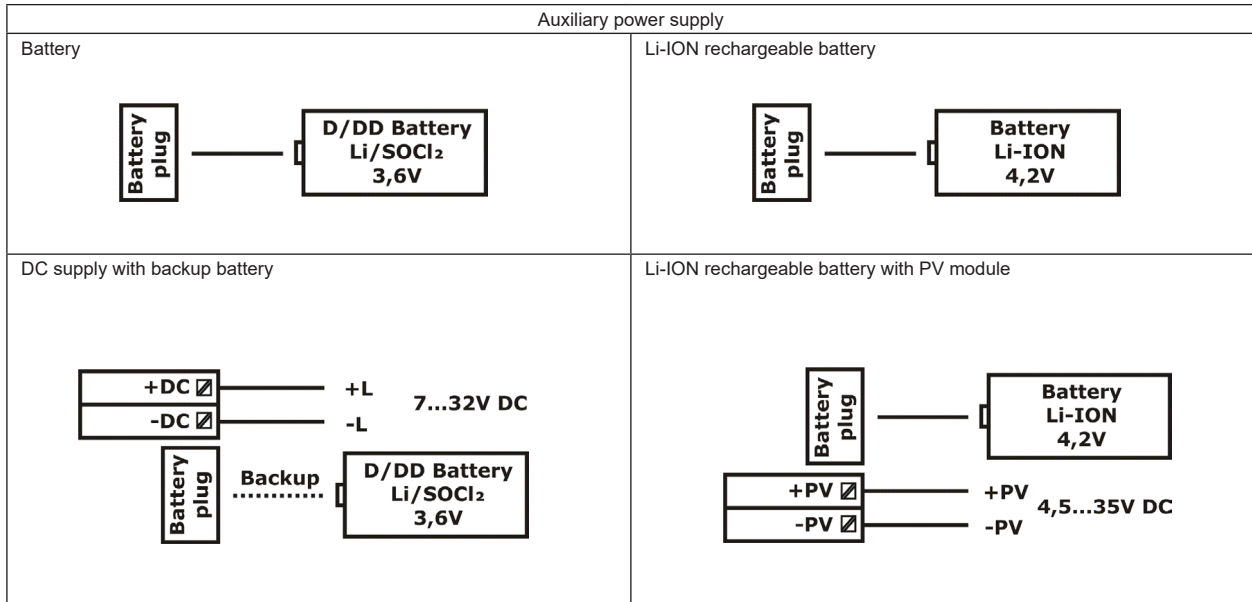 Auxiliary power supply
Battery
Battery
plug
D/DD Battery
Li/SOCl₂
3,6V
Li-ION rechargeable battery
Battery
plug
Battery
Li-ION
4,2V
DC supply with backup battery
+DC
+L
7...32V DC
-DC
-L
Battery
plug
Backup
D/DD Battery
Li/SOCl₂
3,6V
Li-ION rechargeable battery with PV module
Battery
plug
Battery
Li-ION
4,2V
+PV
+PV
4,5...35V DC
-PV
-PV